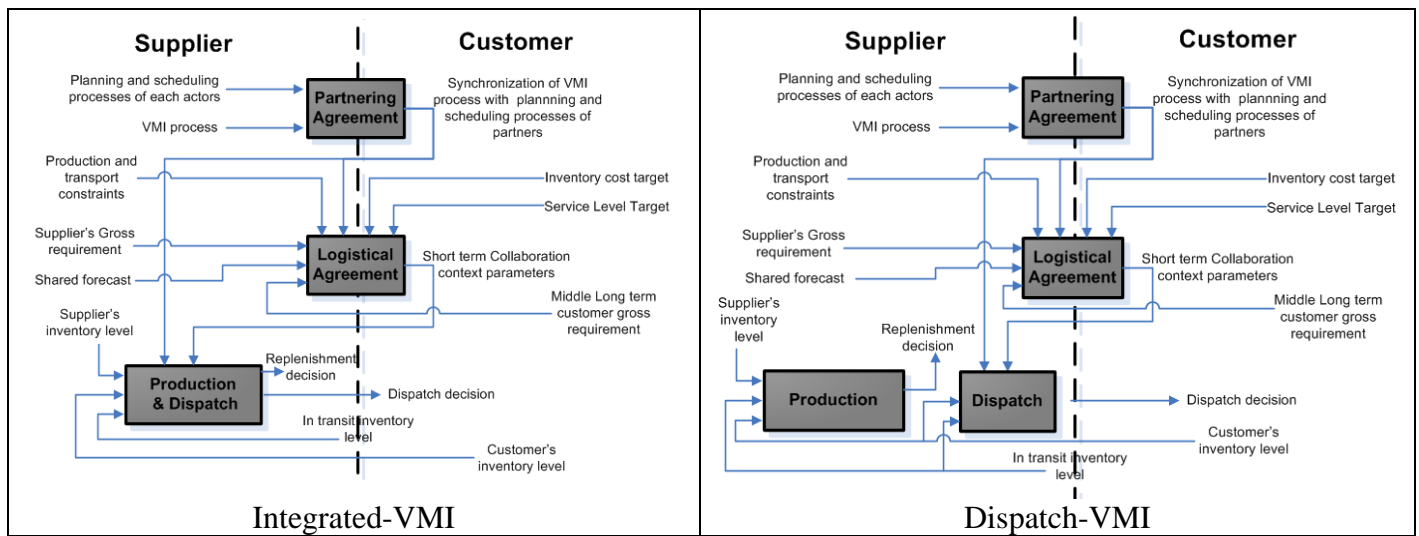 Supplier
Customer
Planning and scheduling
processes of each actors
VMI process
Partnering
Agreement
Synchronization of VMI
process with plannning and
scheduling processes of
partners
Production and
transport
constraints
Inventory cost target
Service Level Target
Supplier's Gross
requirement
Shared forecast
Logistical
Agreement
Short term Collaboration
context parameters
Middle Long term
customer gross
requirement
Supplier's
inventory
level
Production
& Dispatch
Replenishment
decision
Dispatch decision
In transit inventory
level
Customer's
inventory level
Integrated-VMI
Supplier
Customer
Planning and scheduling
processes of each actors
VMI process
Partnering
Agreement
Synchronization of VMI
process with plannning and
scheduling processes of
partners
Production and
transport
constraints
Inventory cost target
Service Level Target
Supplier's Gross
requirement
Shared forecast
Logistical
Agreement
Short term Collaboration
context parameters
Middle Long term
customer gross
requirement
Supplier's
inventory
level
Replenishment
decision
Production
Dispatch
Dispatch decision
Customer's
inventory level
In transit inventory
level
Dispatch-VMI